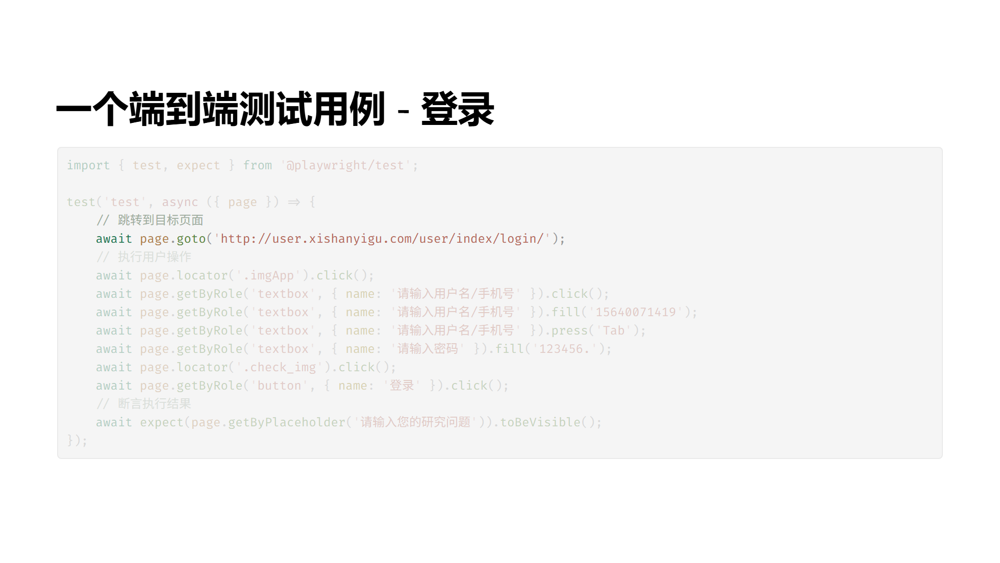 一个端到端测试用例 - 登录
import { test, expect } from '@playwright/test';
test('test', async ({ page }) => {
// 跳转到目标页面
await page.goto('http://user.xishanyigu.com/user/index/login/');
// 执行用户操作
await page.locator('.imgApp').click();
await page.getByRole('textbox', { name: '请输入用户名/手机号' }).click();
await page.getByRole('textbox', { name: '请输入用户名/手机号' }).fill('15640071419');
await page.getByRole('textbox', { name: '请输入用户名/手机号' }).press('Tab');
await page.getByRole('textbox', { name: '请输入密码' }).fill('123456.');
await page.locator('.check_img').click();
await page.getByRole('button', { name: '登录' }).click();
// 断言执行结果
await expect(page.getByPlaceholder('请输入您的研究问题')).toBeVisible();
});